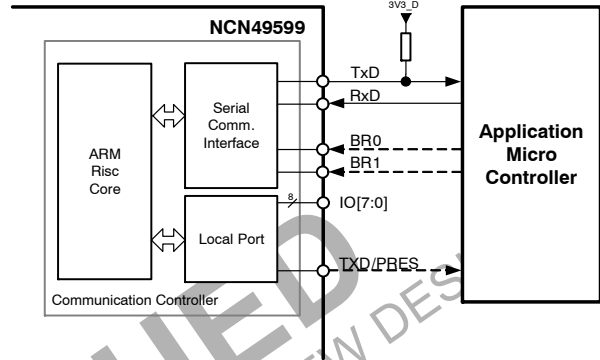 3V3_D
NCN49599
TxD
RxD
Serial
Comm.
Interface
BR0
BR1
ARM
Risc
Core
Application
Micro
Controller
8
IO[7:0]
Local Port
TXD/PRES
Communication Controller